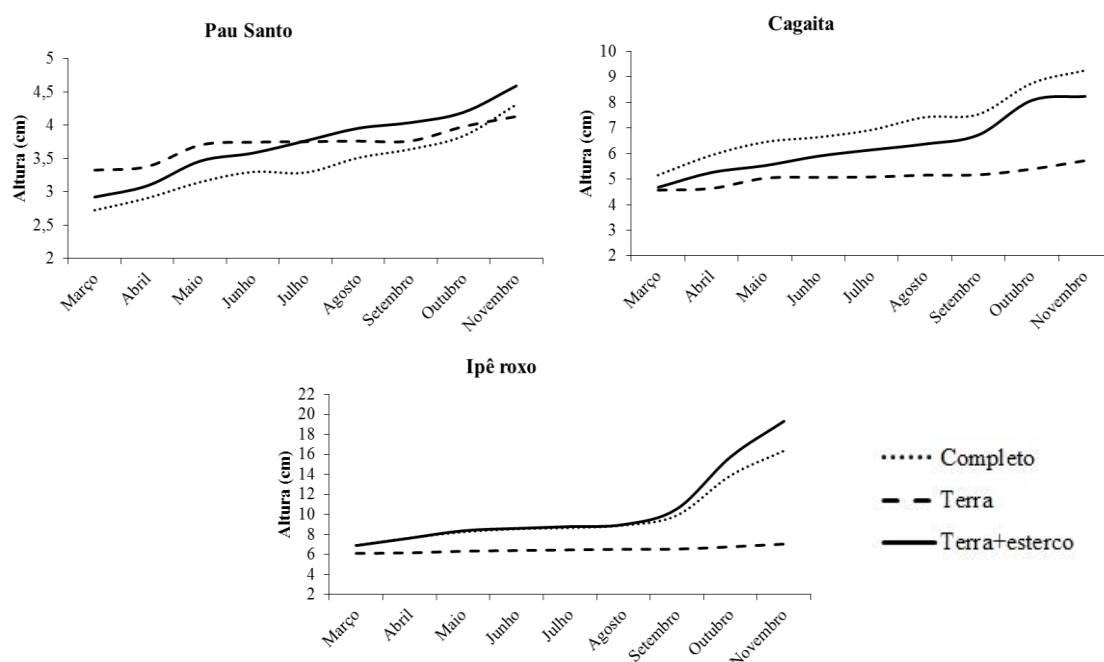 Pau Santo
Altura (cm)
5
4,5
4
3,5
3
2,5
2
Março
Abril
Maio
Junho
Julho
Agosto
Setembro
Outubro
Novembro
Cagaita
Altura (cm)
10
9
8
7
6
5
4
3
2
Março
Abril
Maio
Junho
Julho
Agosto
Setembro
Outubro
Novembro
Ipê roxo
Altura (cm)
22
20
18
16
14
12
10
8
6
4
2
Março
Abril
Maio
Junho
Julho
Agosto
Setembro
Outubro
Novembro
Completo
Terra
Terra+esterco